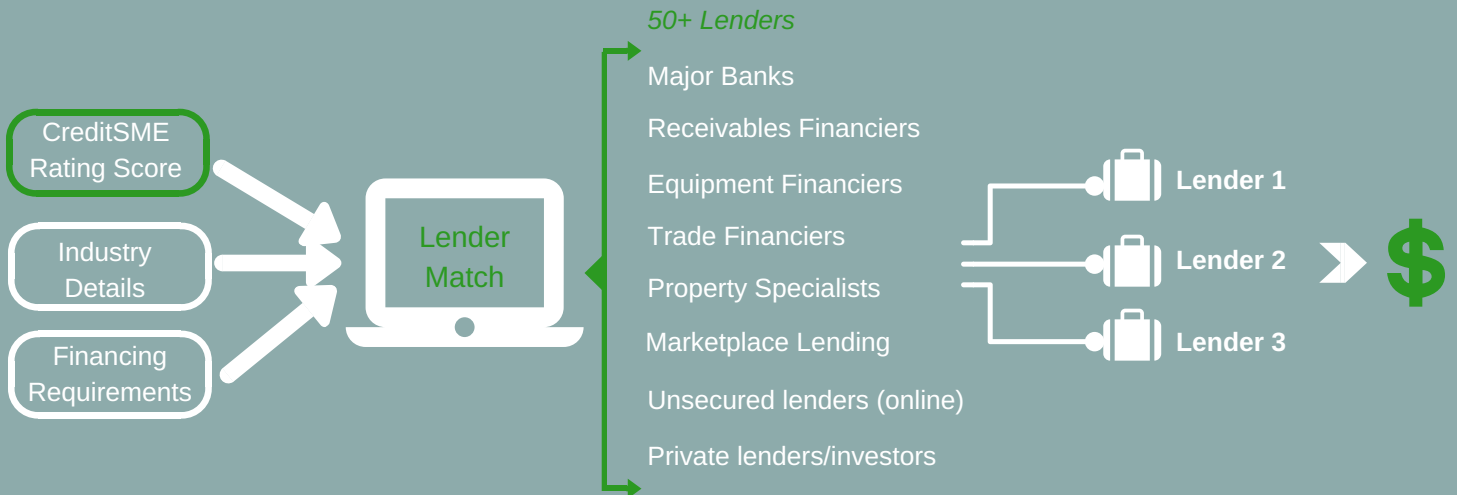 CreditSME
Rating Score
Industry
Details
Financing
Requirements
Lender
Match
50+ Lenders
Major Banks
Receivables Financiers
Equipment Financiers
Trade Financiers
Property Specialists
Marketplace Lending
Unsecured lenders (online)
Private lenders/investors
Lender 1
Lender 2
Lender 3
$